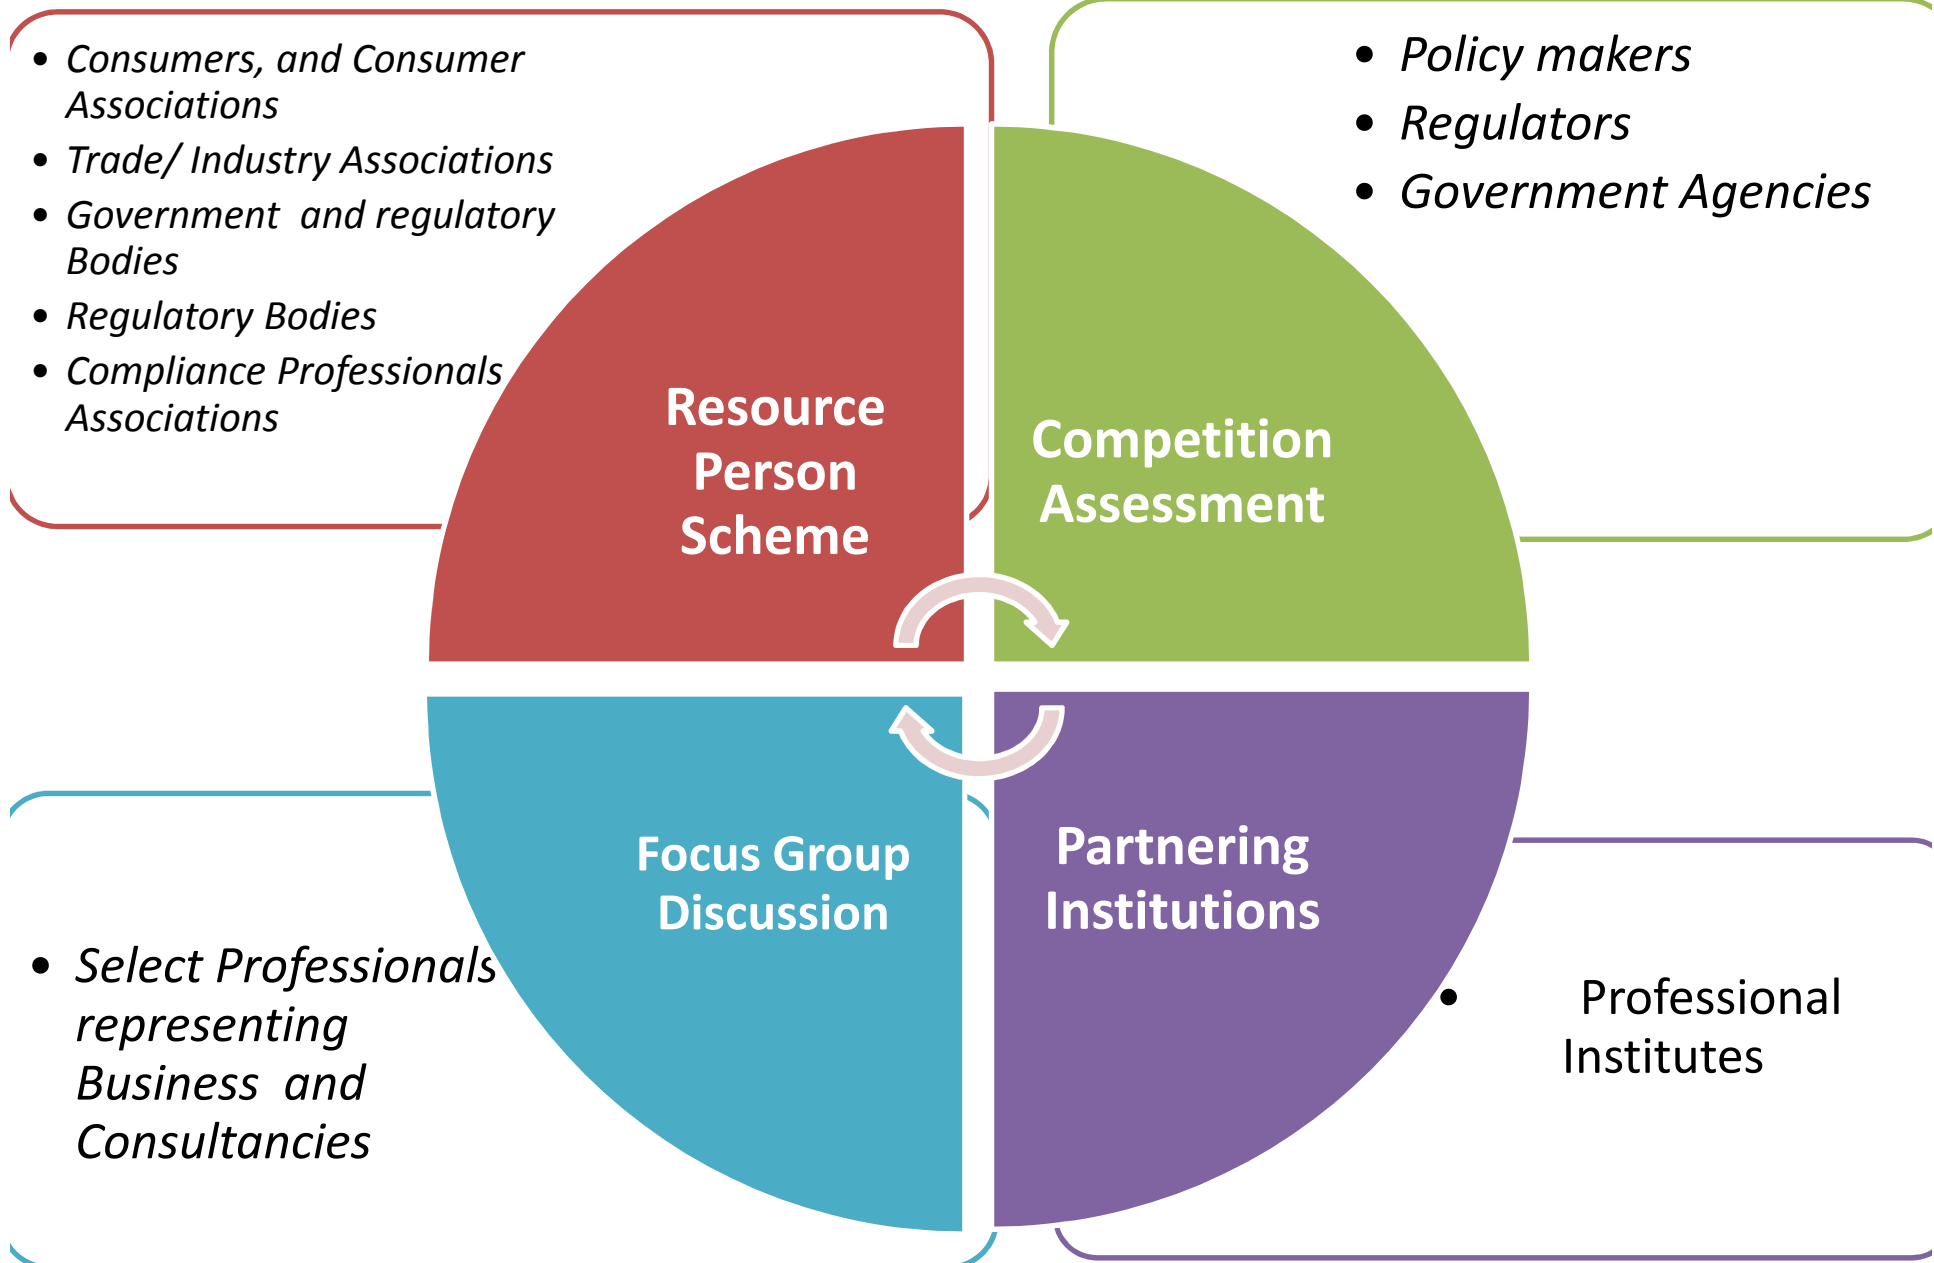 • Consumers, and Consumer
Associations
• Trade/ Industry Associations
• Government and regulatory
Bodies
• Regulatory Bodies
• Compliance Professionals
Associations
• Policy makers
• Regulators
• Government Agencies
Resource
Person
Scheme
Competition
Assessment
Focus Group
Discussion
Partnering
Institutions
• Select Professionals
representing
Business and
Consultancies
• Professional
Institutes